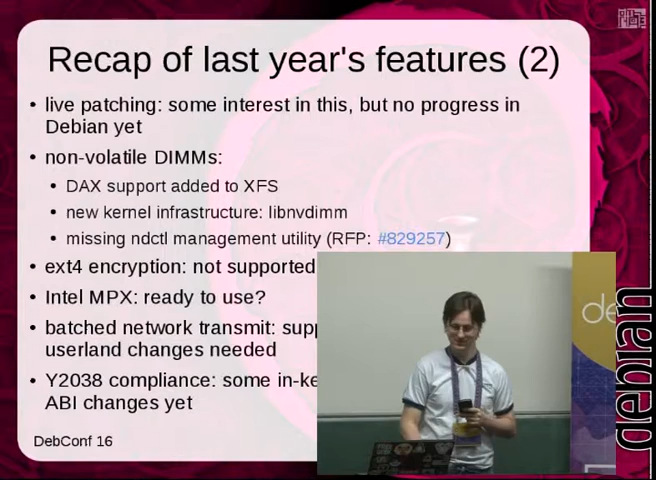 Recap of last year's features (2)
• live patching: some interest in this, but no progress in
Debian yet
• non-volatile DIMMs:
• DAX support added to XFS
• new kernel infrastructure: libnvdimm
• missing ndctl management utility (RFP: #829257)
• ext4 encryption: not supported
• Intel MPX: ready to use?
• batched network transmit: supp
userland changes needed
• Y2038 compliance: some in-ke
ABI changes yet
DebConf 16
de
debian